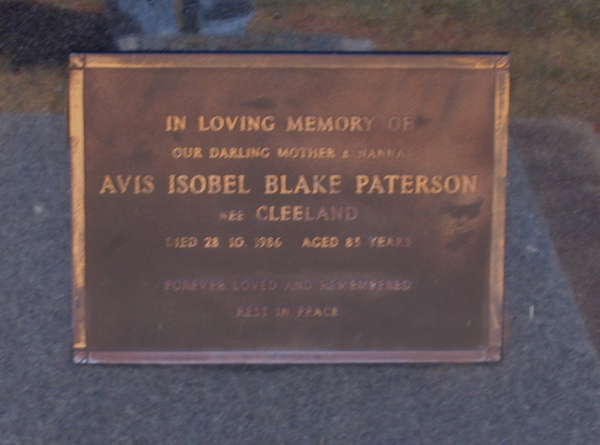 IN LOVING MEMORY OF
OUR DARLING MOTHER & NANNA
AVIS ISOBEL BLAKE PATERSON
NEE CLEELAND
DIED 28. 10. 1986 AGED 85 YEARS
FOREVER LOVED AND REMEMBERED
REST IN PEACE